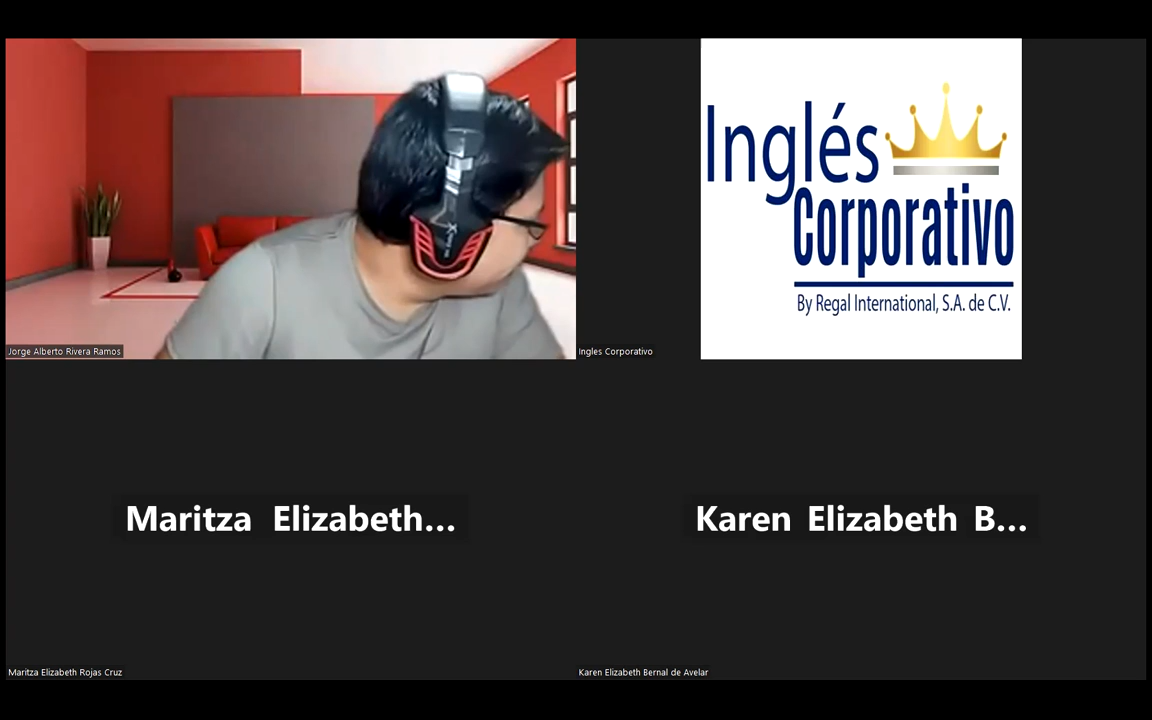 Inglés
Corporativo
By Regal International, S.A. de C.V.
Jorge Alberto Rivera Ramos
Ingles Corporativo
Maritza Elizabeth...
Karen Elizabeth B...
Maritza Elizabeth Rojas Cruz
Karen Elizabeth Bernal de Avelar